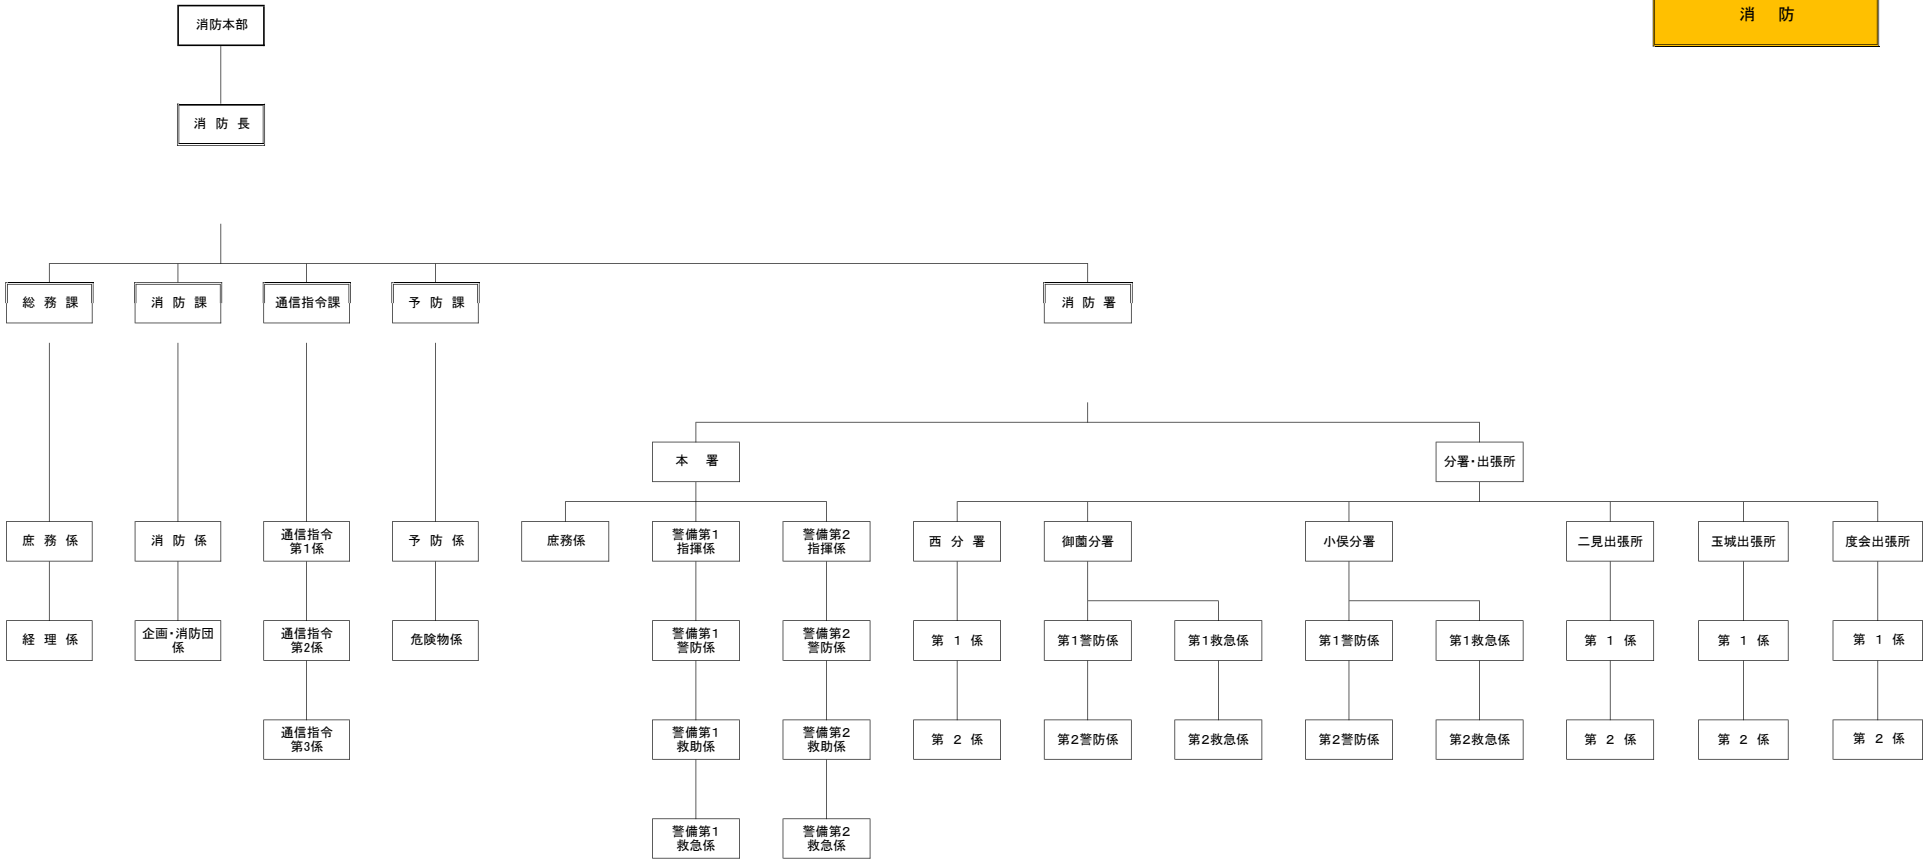 消防
消防本部
消防長
総務課
消防課
通信指令課
予防課
消防署
本署
分署・出張所
庶務係
消防係
通信指令
第1係
予防係
庶務係
警備第1
指揮係
警備第2
指揮係
西分署
御薗分署
小俣分署
二見出張所
玉城出張所
度会出張所
経理係
企画・消防団
係
通信指令
第2係
危険物係
警備第1
警防係
警備第2
警防係
第1係
第1警防係
第1救急係
第1警防係
第1救急係
第1係
第1係
第1係
通信指令
第3係
警備第1
救助係
警備第2
救助係
第2係
第2警防係
第2救急係
第2警防係
第2救急係
第2係
第2係
第2係
警備第1
救急係
警備第2
救急係